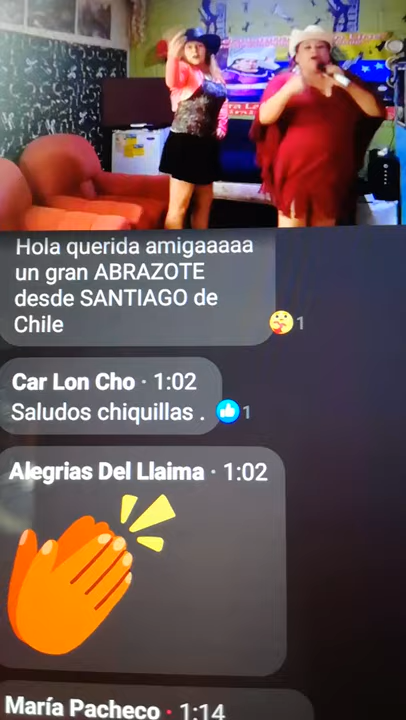 Hola querida amigaaaaa
un gran ABRAZOTE
desde SANTIAGO de
Chile
1
Car Lon Cho · 1:02
Saludos chiquillas .
1
Alegrias Del Llaima · 1:02
María Pacheco · 1:14